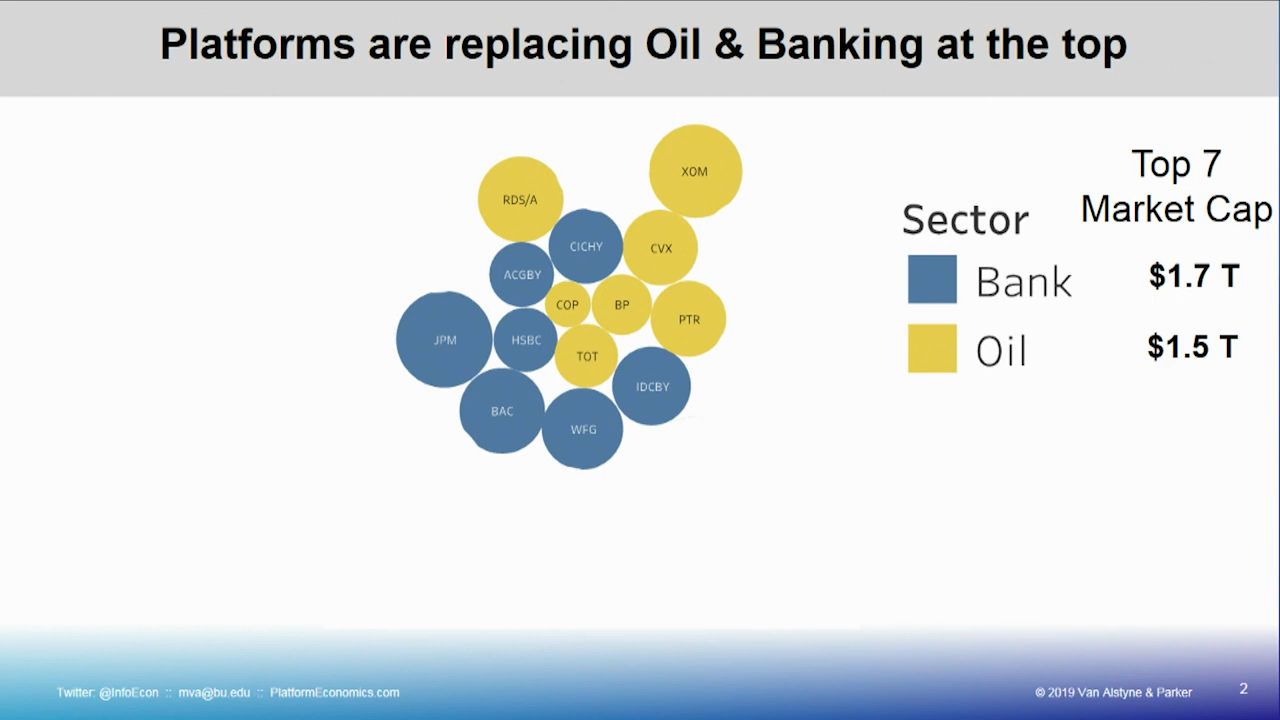 Platforms are replacing Oil & Banking at the top
XOM
RDS/A
CICHY
CVX
ACGBY
COP
BP
PTR
JPM
HSBC
TOT
IDCBY
BAC
WFG
Top 7
Market Cap
Sector
Bank
$1.7 T
Oil
$1.5 T
Twitter: @InfoEcon :: mva@bu.edu :: PlatformEconomics.com
© 2019 Van Alstyne & Parker
2